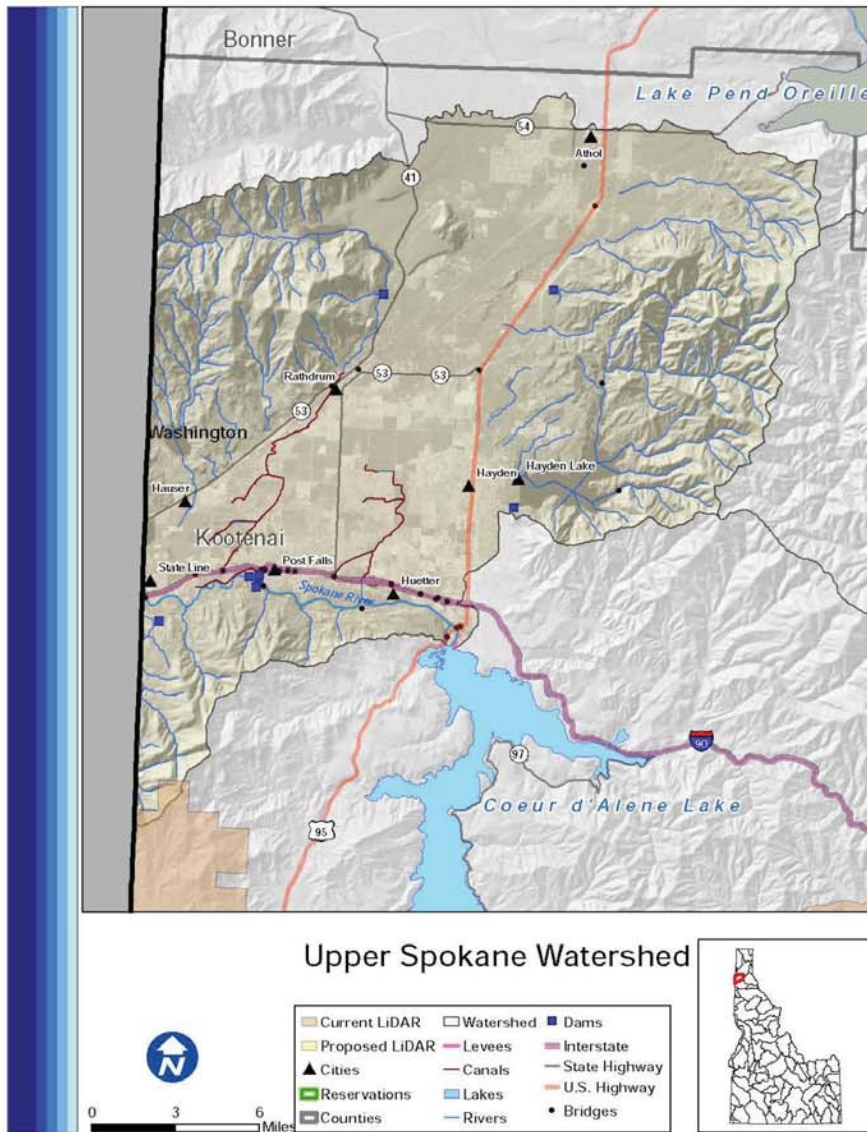 Bonner
Lake Pend Oreille
54
Athol
41
Rathdrum
53
53
53
Washington
Hayden
Hayden Lake
Hauser
Kootenai
State Line
Post Falls
Huetter
Spokane River
90
97
Coeur d'Alene Lake
95
Upper Spokane Watershed
Current LiDAR
Watershed
Dams
Proposed LiDAR
Levees
Interstate
Cities
Canals
State Highway
Reservations
Lakes
U.S. Highway
Counties
Rivers
Bridges
N
0 3 6
Miles